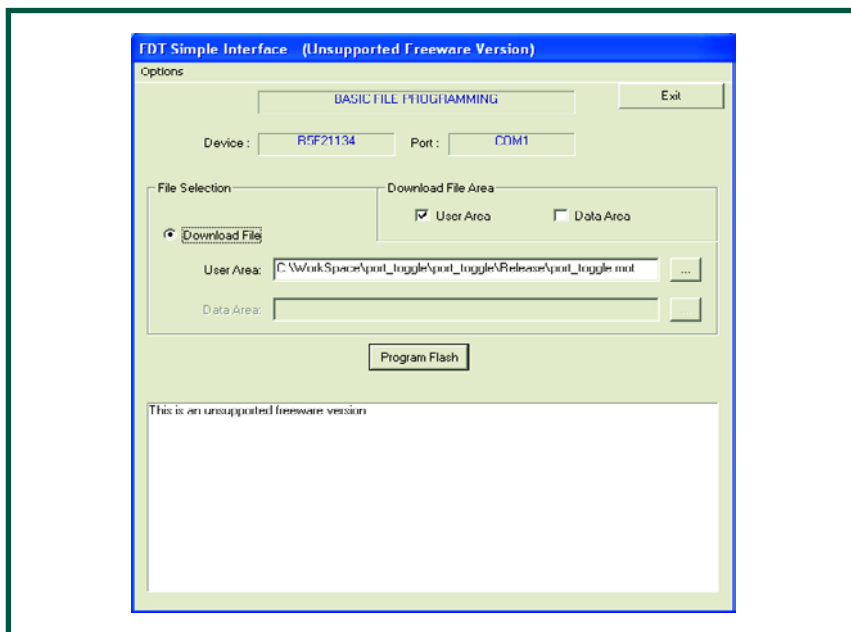 FDT Simple Interface (Unsupported Freeware Version)
Options
BASIC FILE PROGRAMMING
Exit
Device : R5F21134 Port : COM1
File Selection
Download File Area
User Area Data Area
Download File
User Area: C:\WorkSpace\port_toggle\port_toggle\Release\port_toggle.mot ...
Data Area: ...
Program Flash
This is an unsupported freeware version